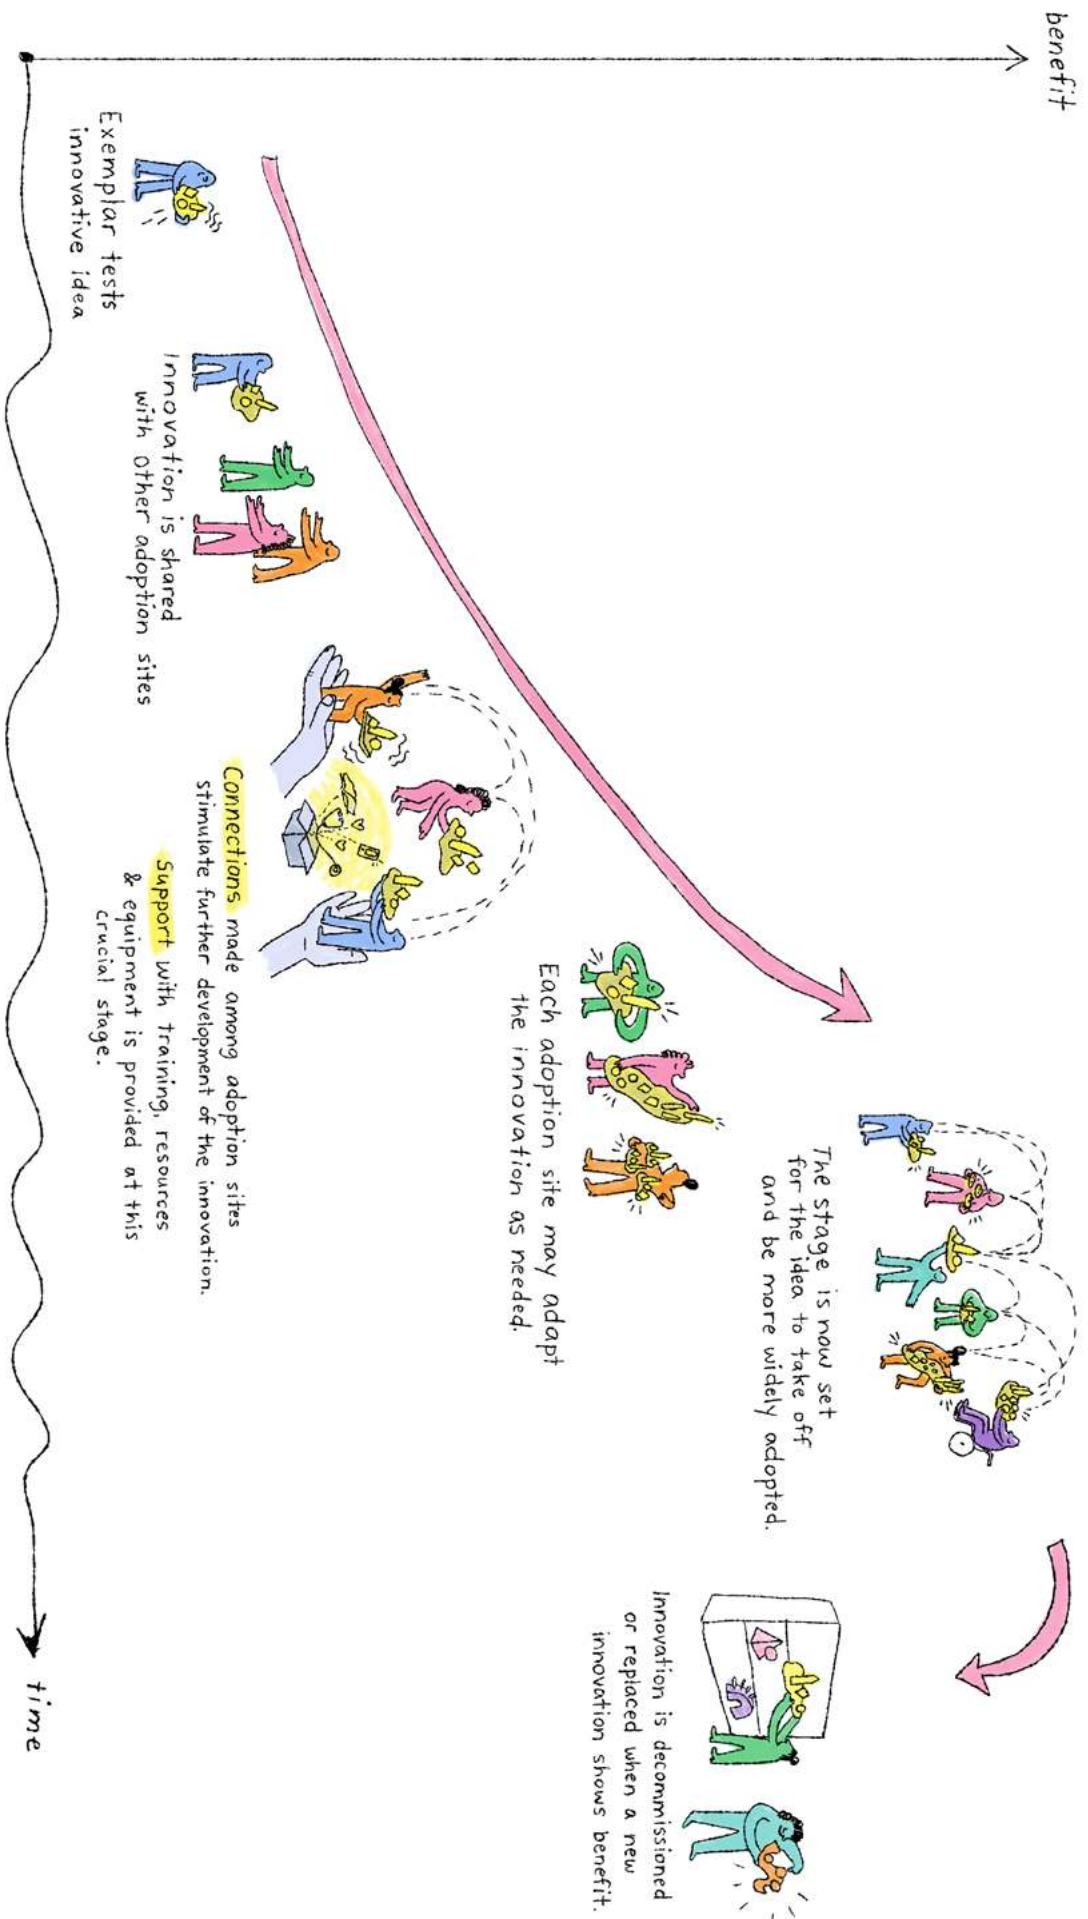 benefit
Exemplar tests
innovative idea
Innovation is shared
with other adoption sites
Connections made among adoption sites
stimulate further development of the innovation.
Support with training, resources
& equipment is provided at this
crucial stage.
Each adoption site may adapt
the innovation as needed.
The stage is now set
for the idea to take off
and be more widely adopted.
Innovation is decommissioned
or replaced when a new
innovation shows benefit.
time